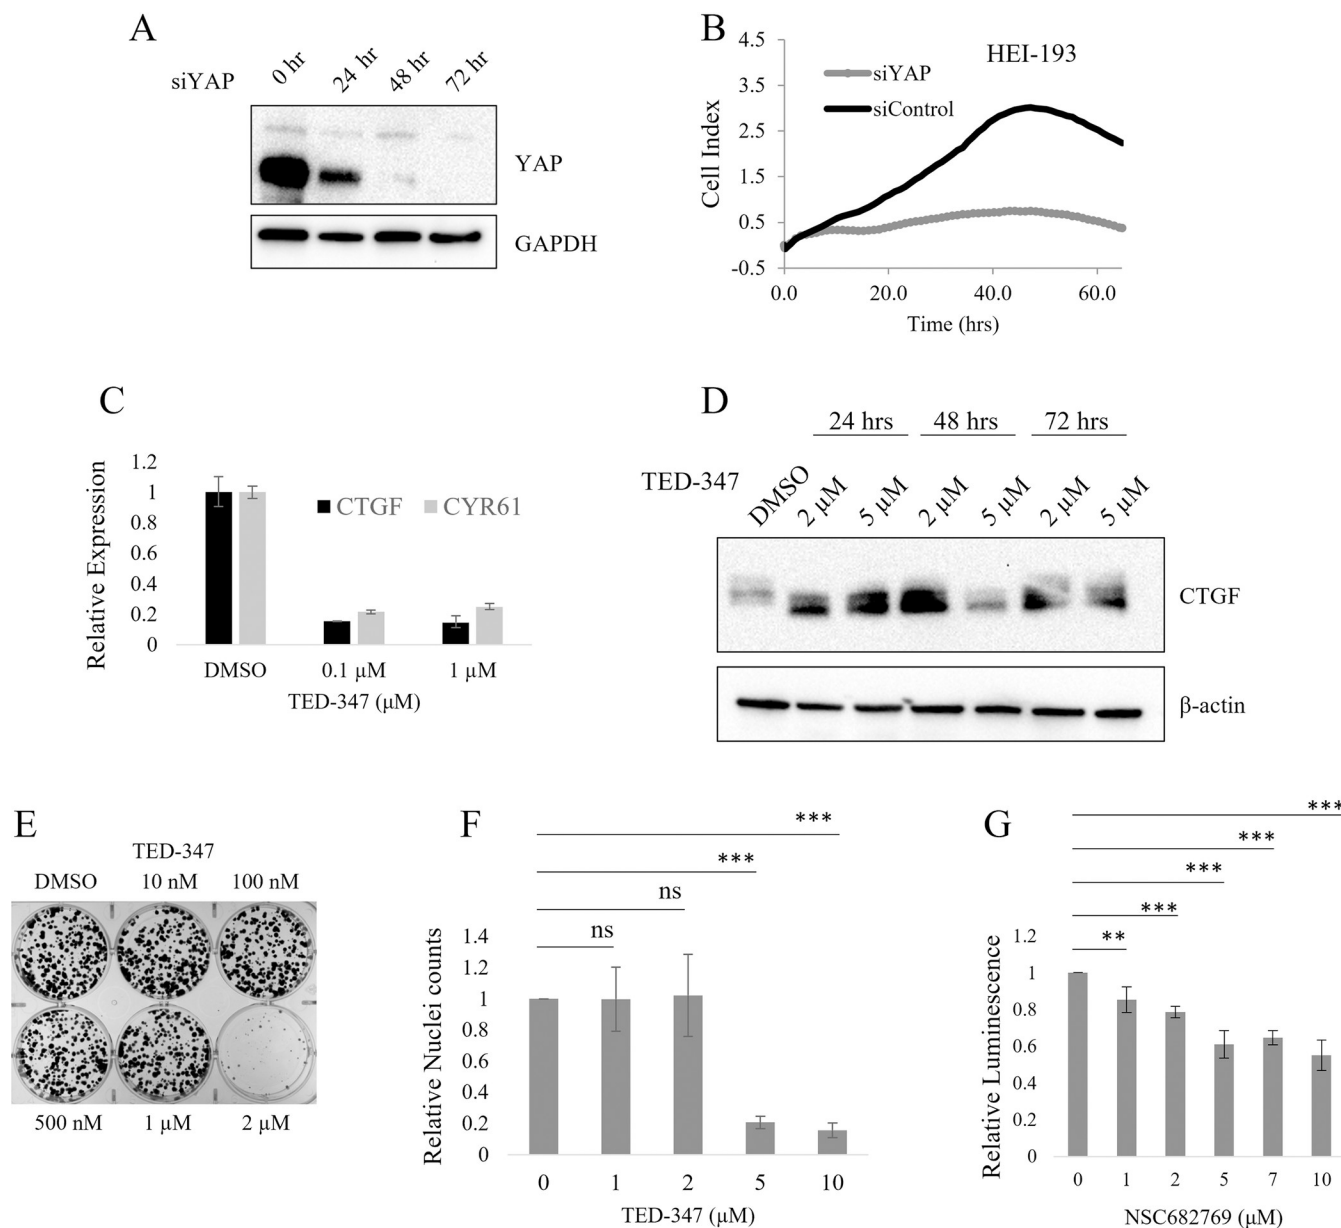 A
siYAP
0 hr
24 hr
48 hr
72 hr
YAP
GAPDH
B
HEI-193
siYAP
siControl
Cell Index
4.5
3.5
2.5
1.5
0.5
-0.5
0.0
20.0
40.0
60.0
Time (hrs)
C
Relative Expression
1.2
1
0.8
0.6
0.4
0.2
0
CTGF
CYR61
DMSO
0.1 µM
1 µM
TED-347 (µM)
D
24 hrs
48 hrs
72 hrs
TED-347
DMSO
2 µM
5 µM
2 µM
5 µM
2 µM
5 µM
CTGF
β-actin
E
TED-347
DMSO
10 nM
100 nM
500 nM
1 µM
2 µM
F
***
***
ns
ns
Relative Nuclei counts
1.4
1.2
1
0.8
0.6
0.4
0.2
0
0
1
2
5
10
TED-347 (µM)
G
***
***
***
***
**
Relative Luminescence
1.2
1
0.8
0.6
0.4
0.2
0
0
1
2
5
7
10
NSC682769 (µM)